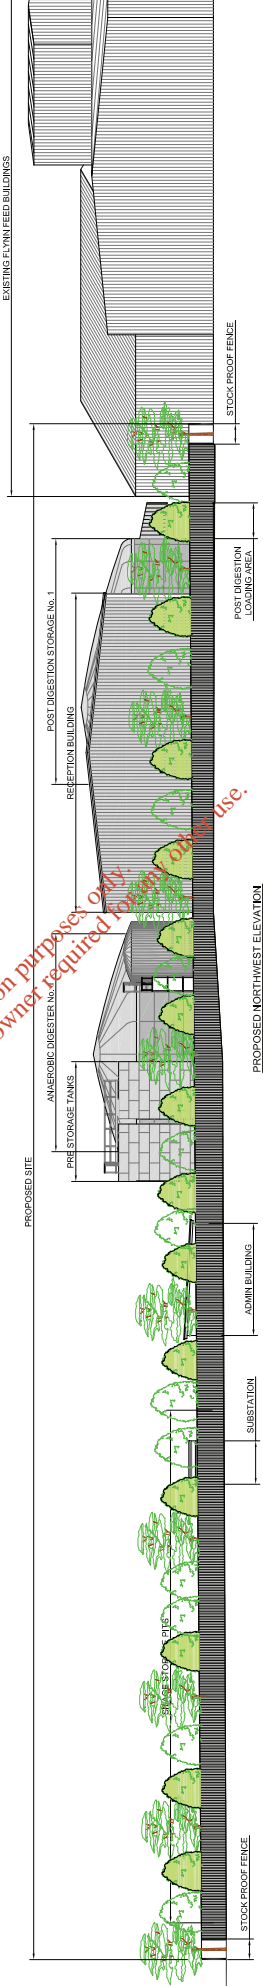 EXISTING FLYNN FEED BUILDINGS
PROPOSED SITE
POST DIGESTION STORAGE No. 1
RECEPTION BUILDING
ANAEROBIC DIGESTER No.
PRE STORAGE TANKS
STOCK PROOF FENCE
POST DIGESTION
LOADING AREA
ADMIN BUILDING
SUBSTATION
STOCK PROOF FENCE
PITS
PROPOSED NORTHWEST ELEVATION
on purposes only.
owner required for any other use.